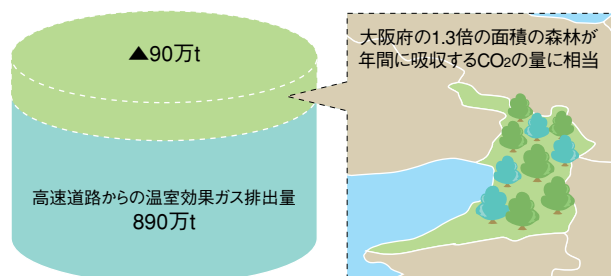 ▲90万t
高速道路からの温室効果ガス排出量
890万t
大阪府の1.3倍の面積の森林が
年間に吸収するCO₂の量に相当